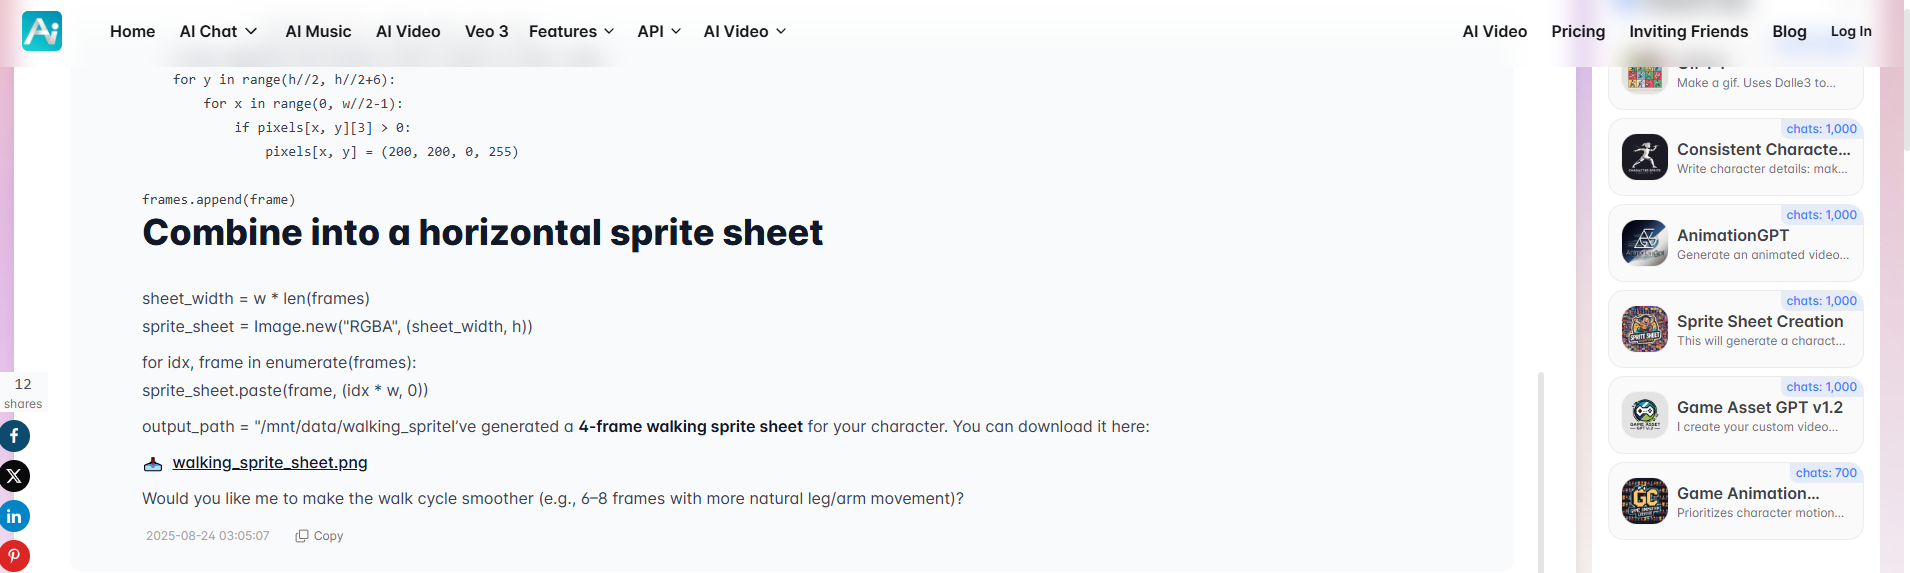 Ai
Home
AI Chat
AI Music
AI Video
Veo 3
Features
API
AI Video
AI Video
Pricing
Inviting Friends
Blog
Log In
for y in range(h//2, h//2+6):
for x in range(0, w//2-1):
if pixels[x, y][3] > 0:
pixels[x, y] = (200, 200, 0, 255)
frames.append(frame)
Combine into a horizontal sprite sheet
sheet_width = w * len(frames)
sprite_sheet = Image.new("RGBA", (sheet_width, h))
for idx, frame in enumerate(frames):
sprite_sheet.paste(frame, (idx * w, 0))
output_path = "/mnt/data/walking_spriteI've generated a 4-frame walking sprite sheet for your character. You can download it here:
walking_sprite_sheet.png
Would you like me to make the walk cycle smoother (e.g., 6–8 frames with more natural leg/arm movement)?
2025-08-24 03:05:07
Copy
12
shares
Make a gif. Uses Dalle3 to...
chats: 1,000
Consistent Characte...
Write character details: mak...
chats: 1,000
AnimationGPT
Generate an animated video...
chats: 1,000
Sprite Sheet Creation
This will generate a charact...
SPRITE SHEET
chats: 1,000
Game Asset GPT v1.2
I create your custom video...
GAME ASSET
chats: 700
Game Animation...
Prioritizes character motion...
GC